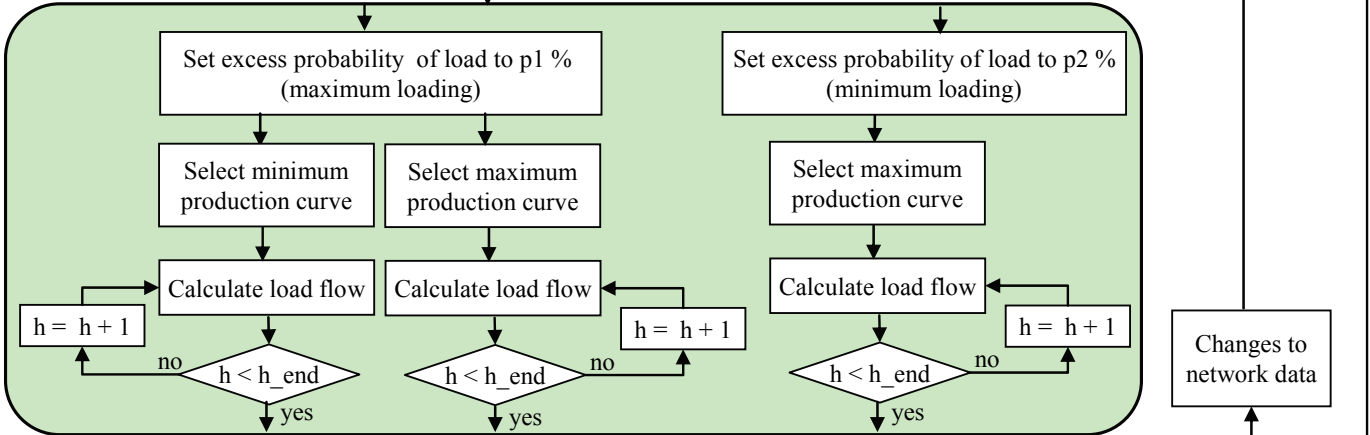 Set excess probability of load to p1 %
(maximum loading)
Set excess probability of load to p2 %
(minimum loading)
Select minimum
production curve
Select maximum
production curve
Select maximum
production curve
Calculate load flow
Calculate load flow
Calculate load flow
h = h + 1
h = h + 1
h = h + 1
no
h < h_end
h < h_end
no
h < h_end
no
yes
yes
yes
Changes to
network data